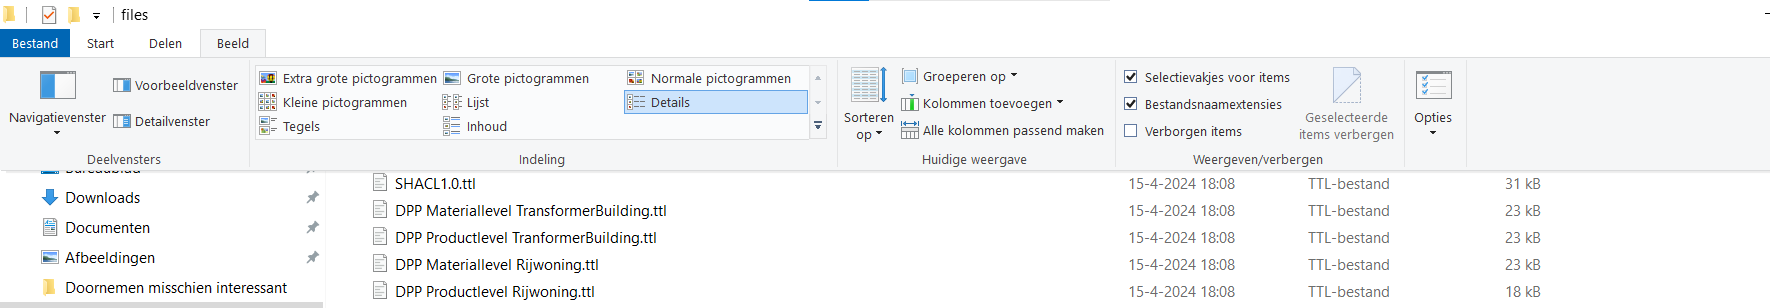 files
Bestand Start Delen Beeld
Navigatievenster
Voorbeeldvenster
Detailvenster
Deelvensters
Extra grote pictogrammen Grote pictogrammen Normale pictogrammen
Kleine pictogrammen Lijst Details
Tegels Inhoud
Indeling
Sorteren
op
Groeperen op
Kolommen toevoegen
Alle kolommen passend maken
Huidige weergave
Selectievakjes voor items
Bestandsnaamextensies
Verborgen items
Geselecteerde
items verbergen
Weergeven/verbergen
Opties
Bureaublad
Downloads
Documenten
Afbeeldingen
Doornemen misschien interessant
SHACL1.0.ttl 15-4-2024 18:08 TTL-bestand 31 kB
DPP Materiallevel TransformerBuilding.ttl 15-4-2024 18:08 TTL-bestand 23 kB
DPP Productlevel TranformerBuilding.ttl 15-4-2024 18:08 TTL-bestand 23 kB
DPP Materiallevel Rijwoning.ttl 15-4-2024 18:08 TTL-bestand 23 kB
DPP Productlevel Rijwoning.ttl 15-4-2024 18:08 TTL-bestand 18 kB